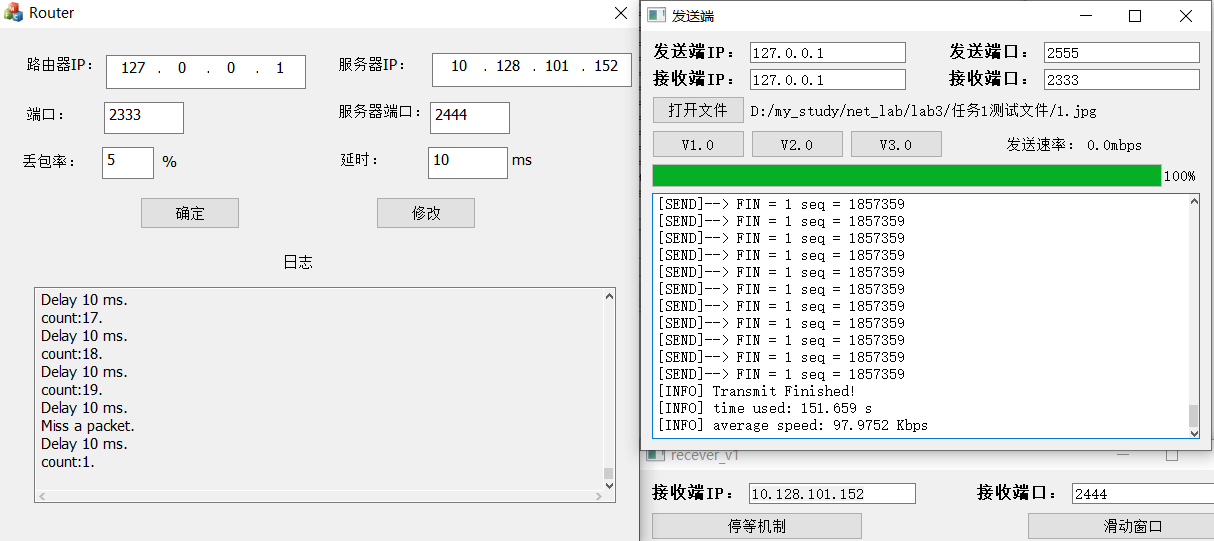 Router
路由器IP： 127 . 0 . 0 . 1
服务器IP： 10 . 128 . 101 . 152
端口： 2333
服务器端口： 2444
丢包率： 5 %
延时： 10 ms
确定
修改
日志
Delay 10 ms.
count:17.
Delay 10 ms.
count:18.
Delay 10 ms.
count:19.
Delay 10 ms.
Miss a packet.
Delay 10 ms.
count:1.
发送端
发送端IP： 127.0.0.1
发送端口： 2555
接收端IP： 127.0.0.1
接收端口： 2333
打开文件 D:/my_study/net_lab/lab3/任务1测试文件/1.jpg
V1.0 V2.0 V3.0 发送速率： 0.0mbps
100%
[SEND]--> FIN = 1 seq = 1857359
[SEND]--> FIN = 1 seq = 1857359
[SEND]--> FIN = 1 seq = 1857359
[SEND]--> FIN = 1 seq = 1857359
[SEND]--> FIN = 1 seq = 1857359
[SEND]--> FIN = 1 seq = 1857359
[SEND]--> FIN = 1 seq = 1857359
[SEND]--> FIN = 1 seq = 1857359
[SEND]--> FIN = 1 seq = 1857359
[SEND]--> FIN = 1 seq = 1857359
[SEND]--> FIN = 1 seq = 1857359
[INFO] Transmit Finished!
[INFO] time used: 151.659 s
[INFO] average speed: 97.9752 Kbps
recever_v1
接收端IP： 10.128.101.152
接收端口： 2444
停等机制
滑动窗口